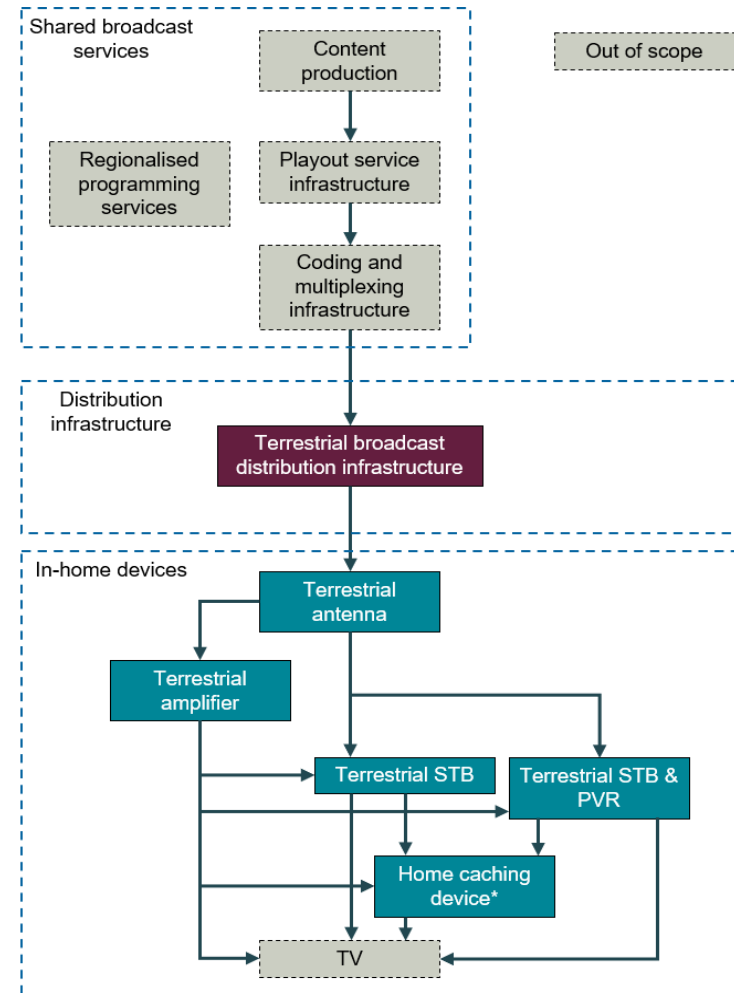 Shared broadcast
services
Content
production
Out of scope
Regionalised
programming
services
Playout service
infrastructure
Coding and
multiplexing
infrastructure
Distribution
infrastructure
Terrestrial broadcast
distribution infrastructure
In-home devices
Terrestrial
antenna
Terrestrial
amplifier
Terrestrial STB
Terrestrial STB &
PVR
Home caching
device*
TV